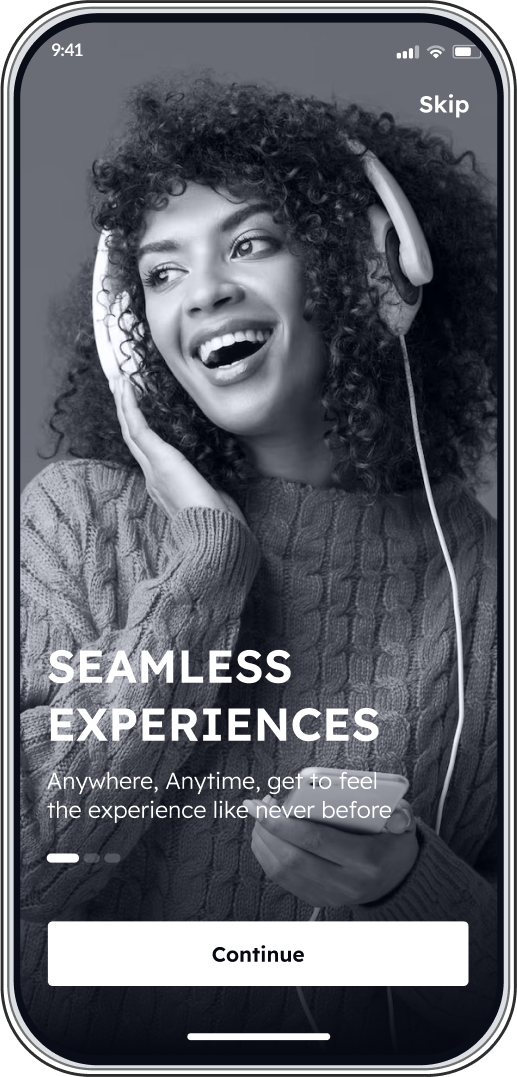 9:41
Skip
SEAMLESS
EXPERIENCES
Anywhere, Anytime, get to feel
the experience like never before
Continue